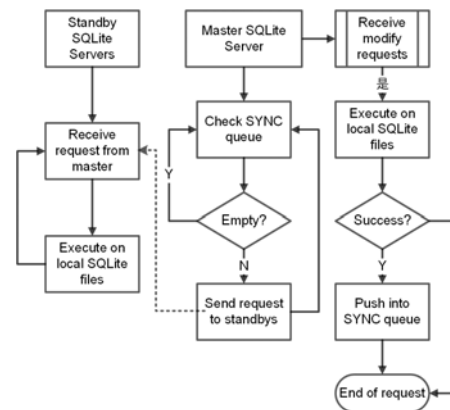 Standby
SQLite
Servers
Receive
request from
master
Execute on
local SQLite
files
Master SQLite
Server
Check SYNC
queue
Y
Empty?
N
Send request
to standbys
Receive
modify
requests
是
Execute on
local SQLite
files
Success?
Y
Push into
SYNC queue
End of request